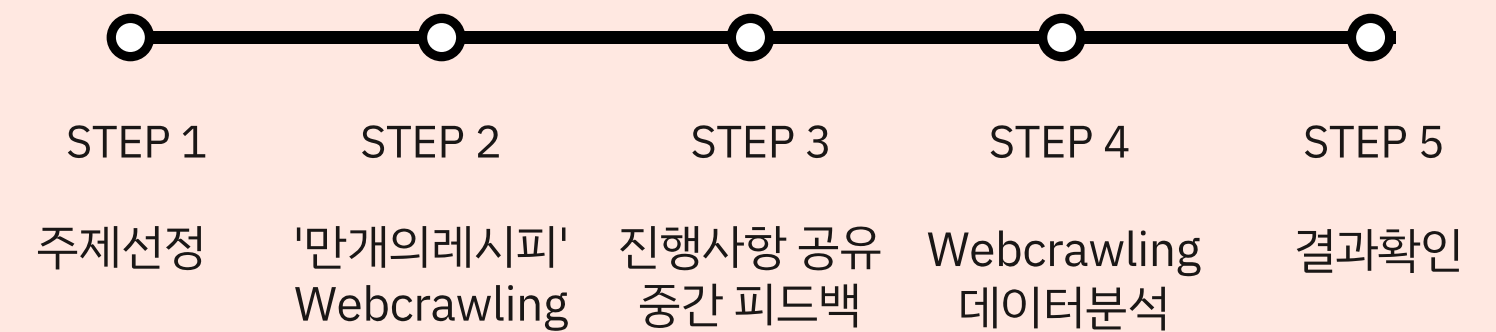 STEP 1
STEP 2
STEP 3
STEP 4
STEP 5
주제선정
'만개의레시피'
Webcrawling
진행사항 공유
중간 피드백
Webcrawling
데이터분석
결과확인